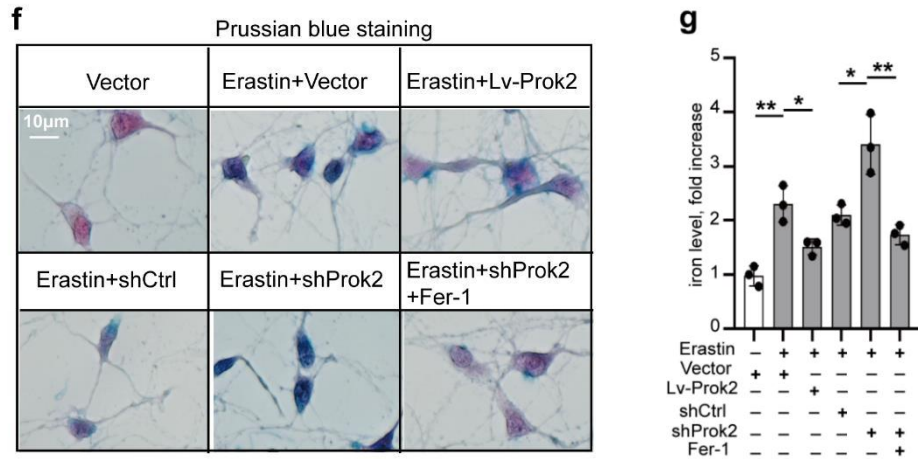 f
Prussian blue staining
Vector
Erastin+Vector
Erastin+Lv-Prok2
10μm
Erastin+shCtrl
Erastin+shProk2
Erastin+shProk2
+Fer-1
g
iron level, fold increase
5
4
3
2
1
0
** * * **
Erastin – + + + + +
Vector + + – – – –
Lv-Prok2 – – + – – –
shCtrl – – – + – –
shProk2 – – – – + +
Fer-1 – – – – – +